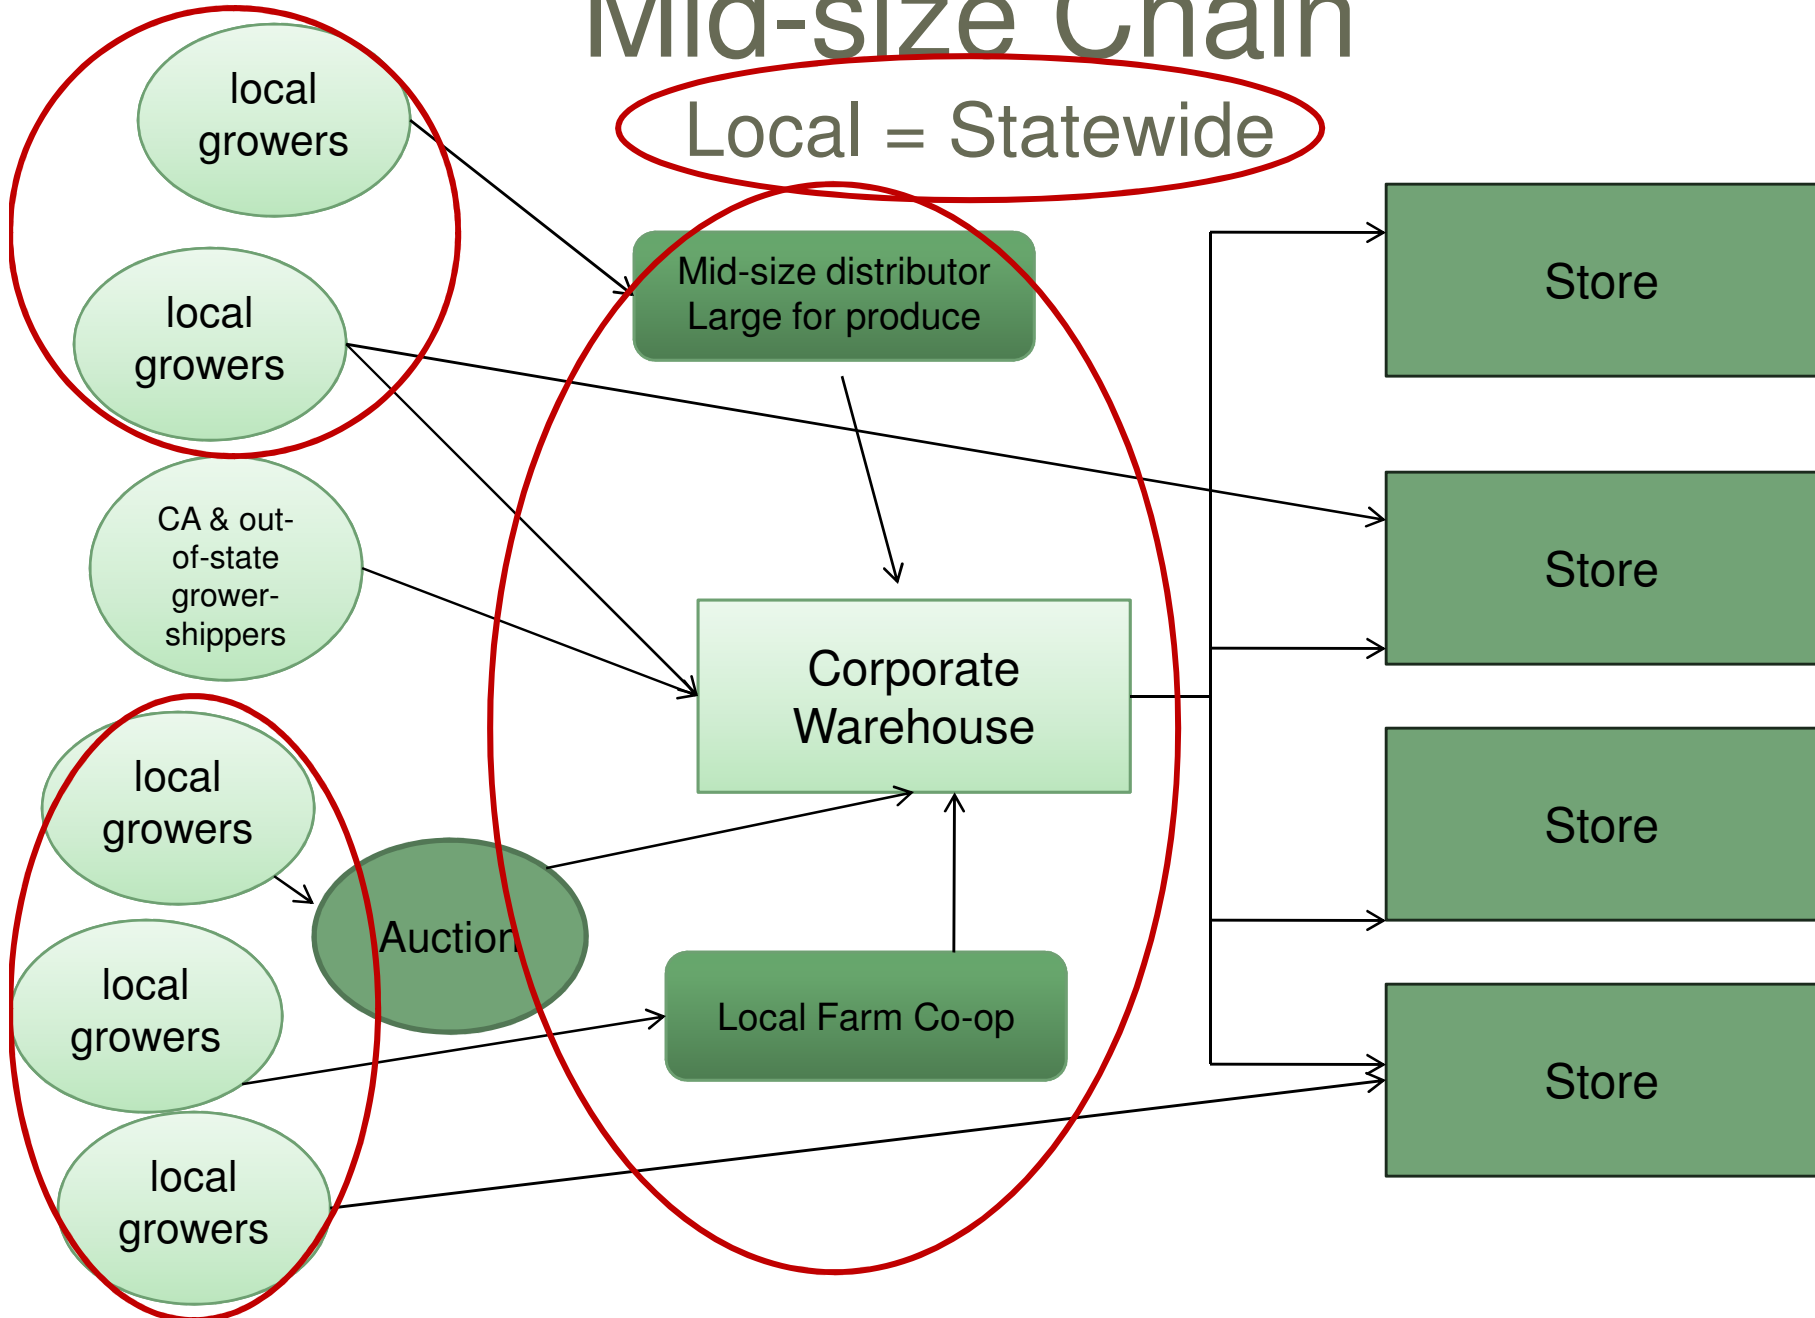 Mid-size Chain
Local = Statewide
local
growers
local
growers
CA & out-
of-state
grower-
shippers
local
growers
local
growers
local
growers
Auction
Mid-size distributor
Large for produce
Corporate
Warehouse
Local Farm Co-op
Store
Store
Store
Store